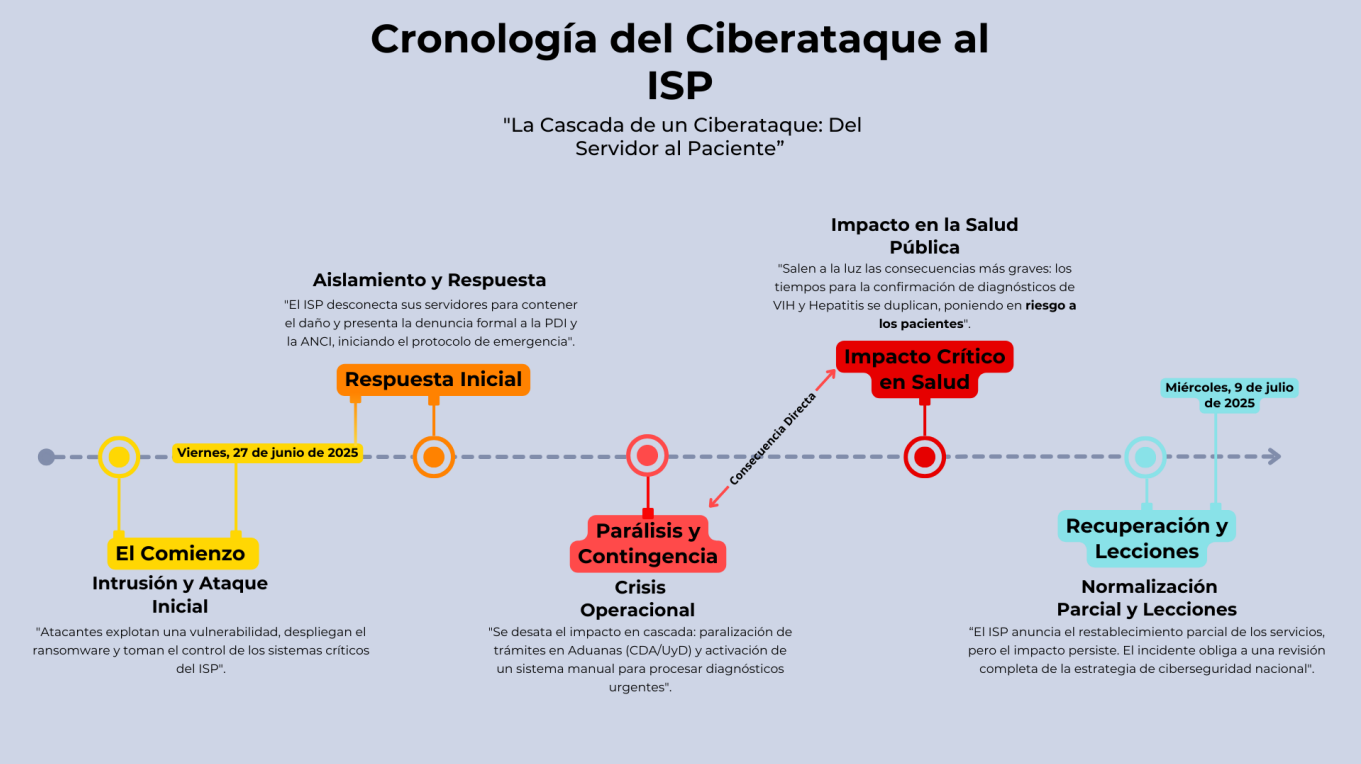 Cronología del Ciberataque al
ISP
"La Cascada de un Ciberataque: Del
Servidor al Paciente”
Impacto en la Salud
Pública
"Salen a la luz las consecuencias más graves: los
tiempos para la confirmación de diagnósticos de
VIH y Hepatitis se duplican, poniendo en riesgo a
los pacientes".
Impacto Crítico
en Salud
Aislamiento y Respuesta
"El ISP desconecta sus servidores para contener
el daño y presenta la denuncia formal a la PDI y
la ANCI, iniciando el protocolo de emergencia".
Respuesta Inicial
Miércoles, 9 de julio
de 2025
Viernes, 27 de junio de 2025
Consecuencia Directa
El Comienzo
Intrusión y Ataque
Inicial
"Atacantes explotan una vulnerabilidad, despliegan el
ransomware y toman el control de los sistemas críticos
del ISP".
Parálisis y
Contingencia
Crisis
Operacional
"Se desata el impacto en cascada: paralización de
trámites en Aduanas (CDA/UyD) y activación de
un sistema manual para procesar diagnósticos
urgentes".
Recuperación y
Lecciones
Normalización
Parcial y Lecciones
“El ISP anuncia el restablecimiento parcial de los servicios,
pero el impacto persiste. El incidente obliga a una revisión
completa de la estrategia de ciberseguridad nacional".